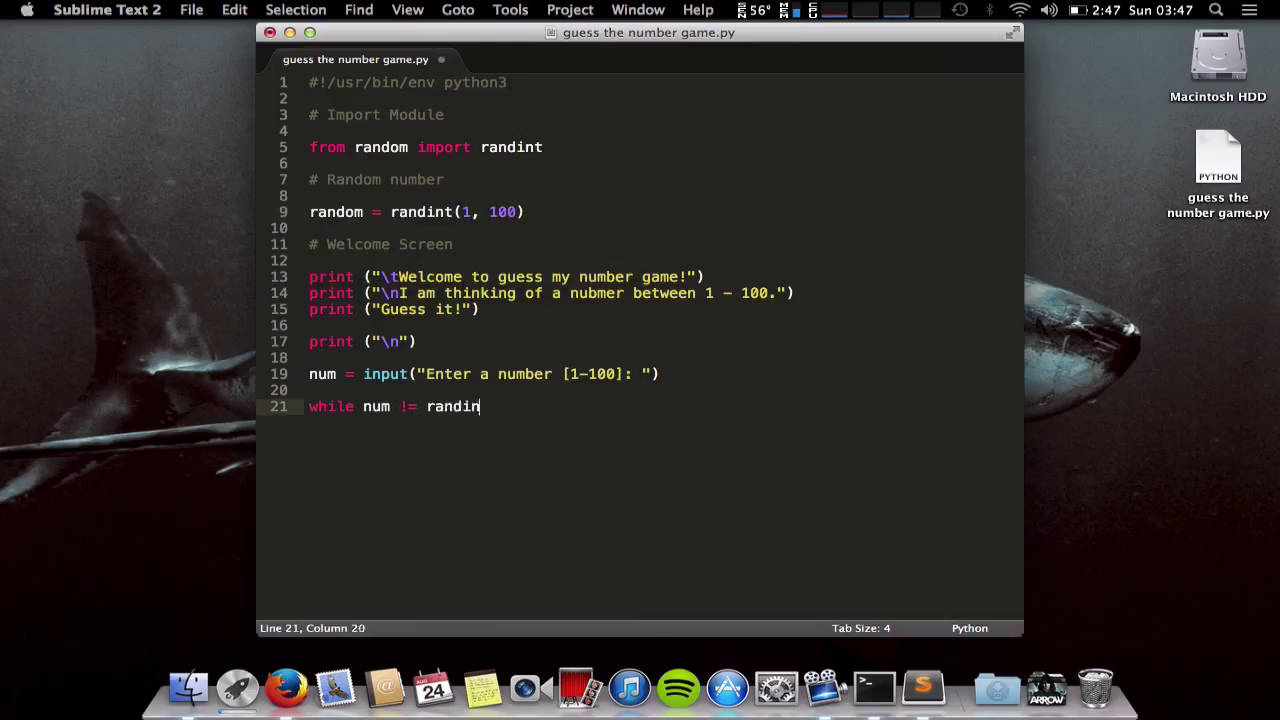 Sublime Text 2 File Edit Selection Find View Goto Tools Project Window Help 56° 2:47 Sun 03:47
guess the number game.py
guess the number game.py
1 #!/usr/bin/env python3
2
3 # Import Module
4
5 from random import randint
6
7 # Random number
8
9 random = randint(1, 100)
10
11 # Welcome Screen
12
13 print ("\tWelcome to guess my number game!")
14 print ("\nI am thinking of a nubmer between 1 - 100.")
15 print ("Guess it!")
16
17 print ("\n")
18
19 num = input("Enter a number [1-100]: ")
20
21 while num != randin
Line 21, Column 20 Tab Size: 4 Python
Macintosh HDD
PYTHON
guess the
number game.py
AUG
24
ARROW